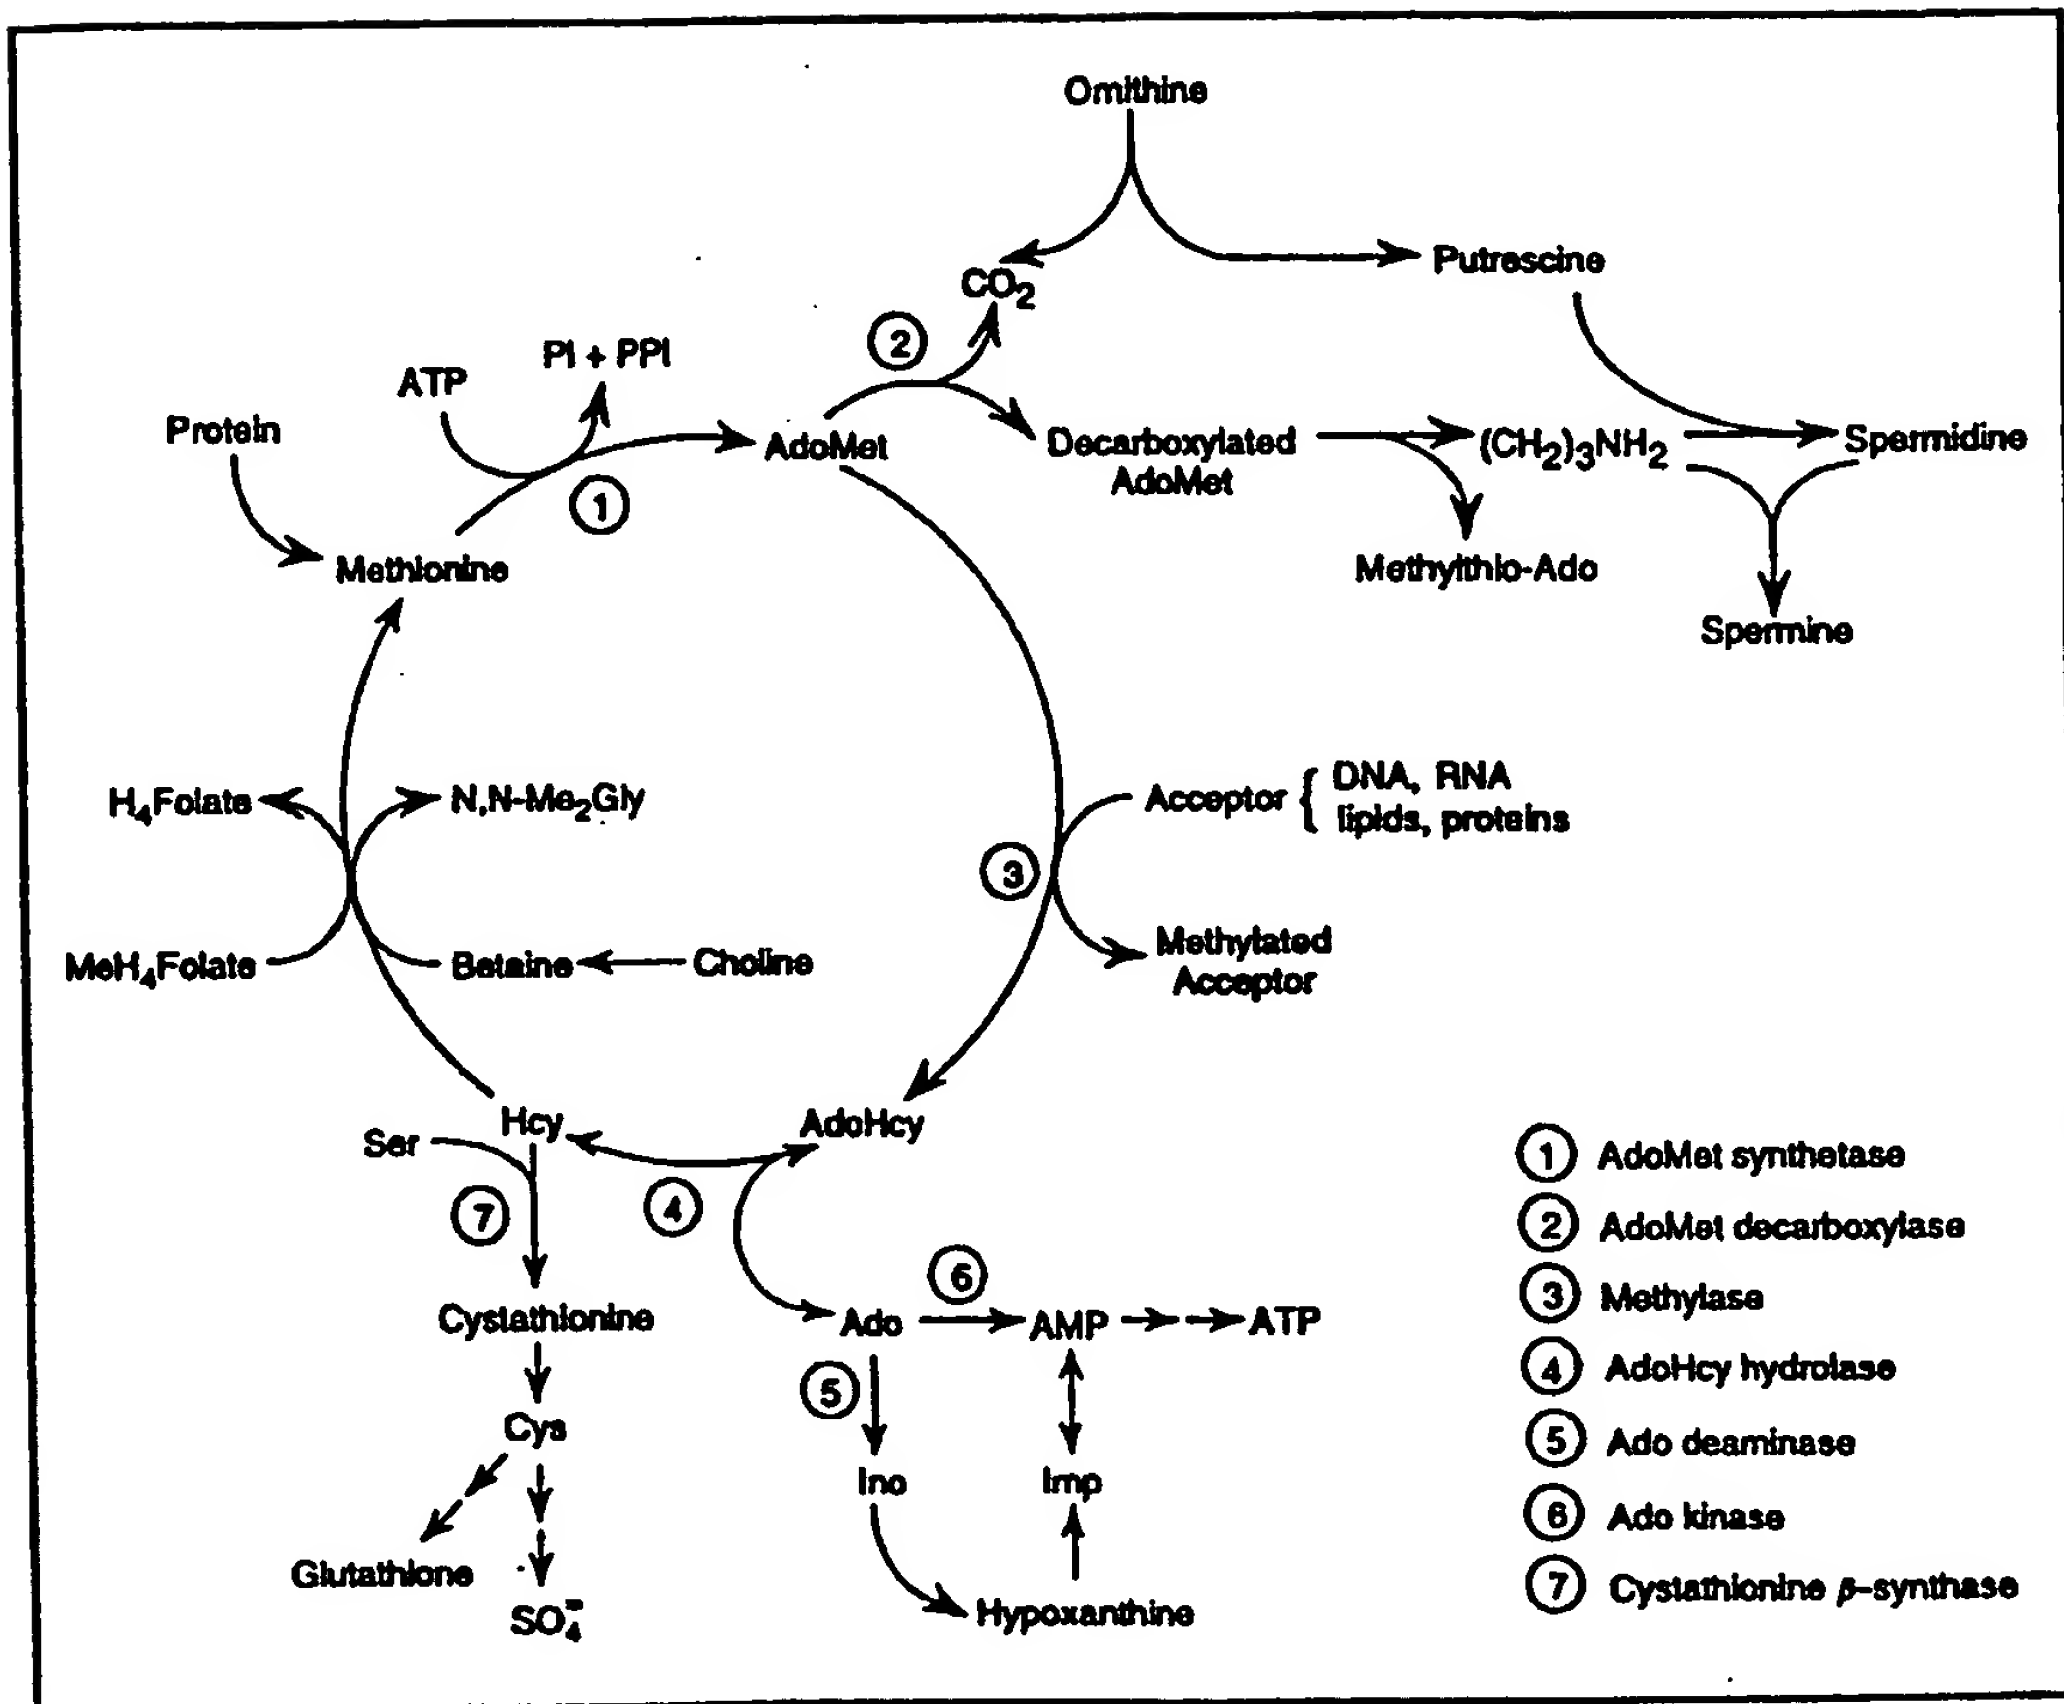 Ornithine
CO2
Putrescine
2
PI + PPI
ATP
Protein
AdoMet
Decarboxylated
AdoMet
(CH2)3NH2
Spermidine
1
Methionine
Methylthio-Ado
Spermine
H4Folate
N,N-Me2Gly
Acceptor { DNA, RNA
lipids, proteins
3
MeH4Folate
Betaine
Choline
Methylated
Acceptor
Ser
Hcy
AdoHcy
7
4
Cystathionine
Ado
6
AMP
ATP
5
Cys
Ino
Imp
Glutathione
SO4=
Hypoxanthine
1 AdoMet synthetase
2 AdoMet decarboxylase
3 Methylase
4 AdoHcy hydrolase
5 Ado deaminase
6 Ado kinase
7 Cystathionine β-synthase